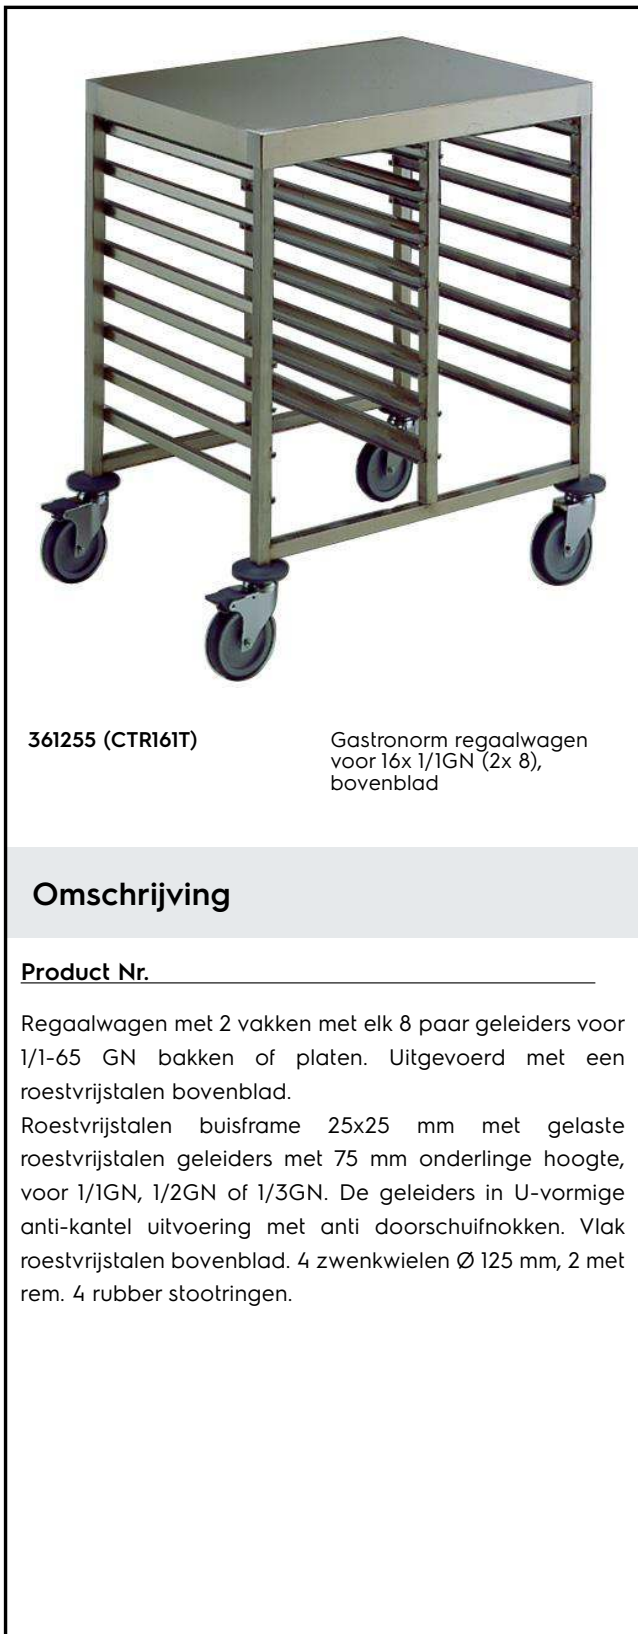 361255 (CTR161T)
Gastronorm regaalwagen
voor 16x 1/1GN (2x 8),
bovenblad
Omschrijving
Product Nr.
Regaalwagen met 2 vakken met elk 8 paar geleiders voor
1/1-65 GN bakken of platen. Uitgevoerd met een
roestvrijstalen bovenblad.
Roestvrijstalen buisframe 25x25 mm met gelaste
roestvrijstalen geleiders met 75 mm onderlinge hoogte,
voor 1/1GN, 1/2GN of 1/3GN. De geleiders in U-vormige
anti-kantel uitvoering met anti doorschuifnokken. Vlak
roestvrijstalen bovenblad. 4 zwenkwielen Ø 125 mm, 2 met
rem. 4 rubber stootringen.